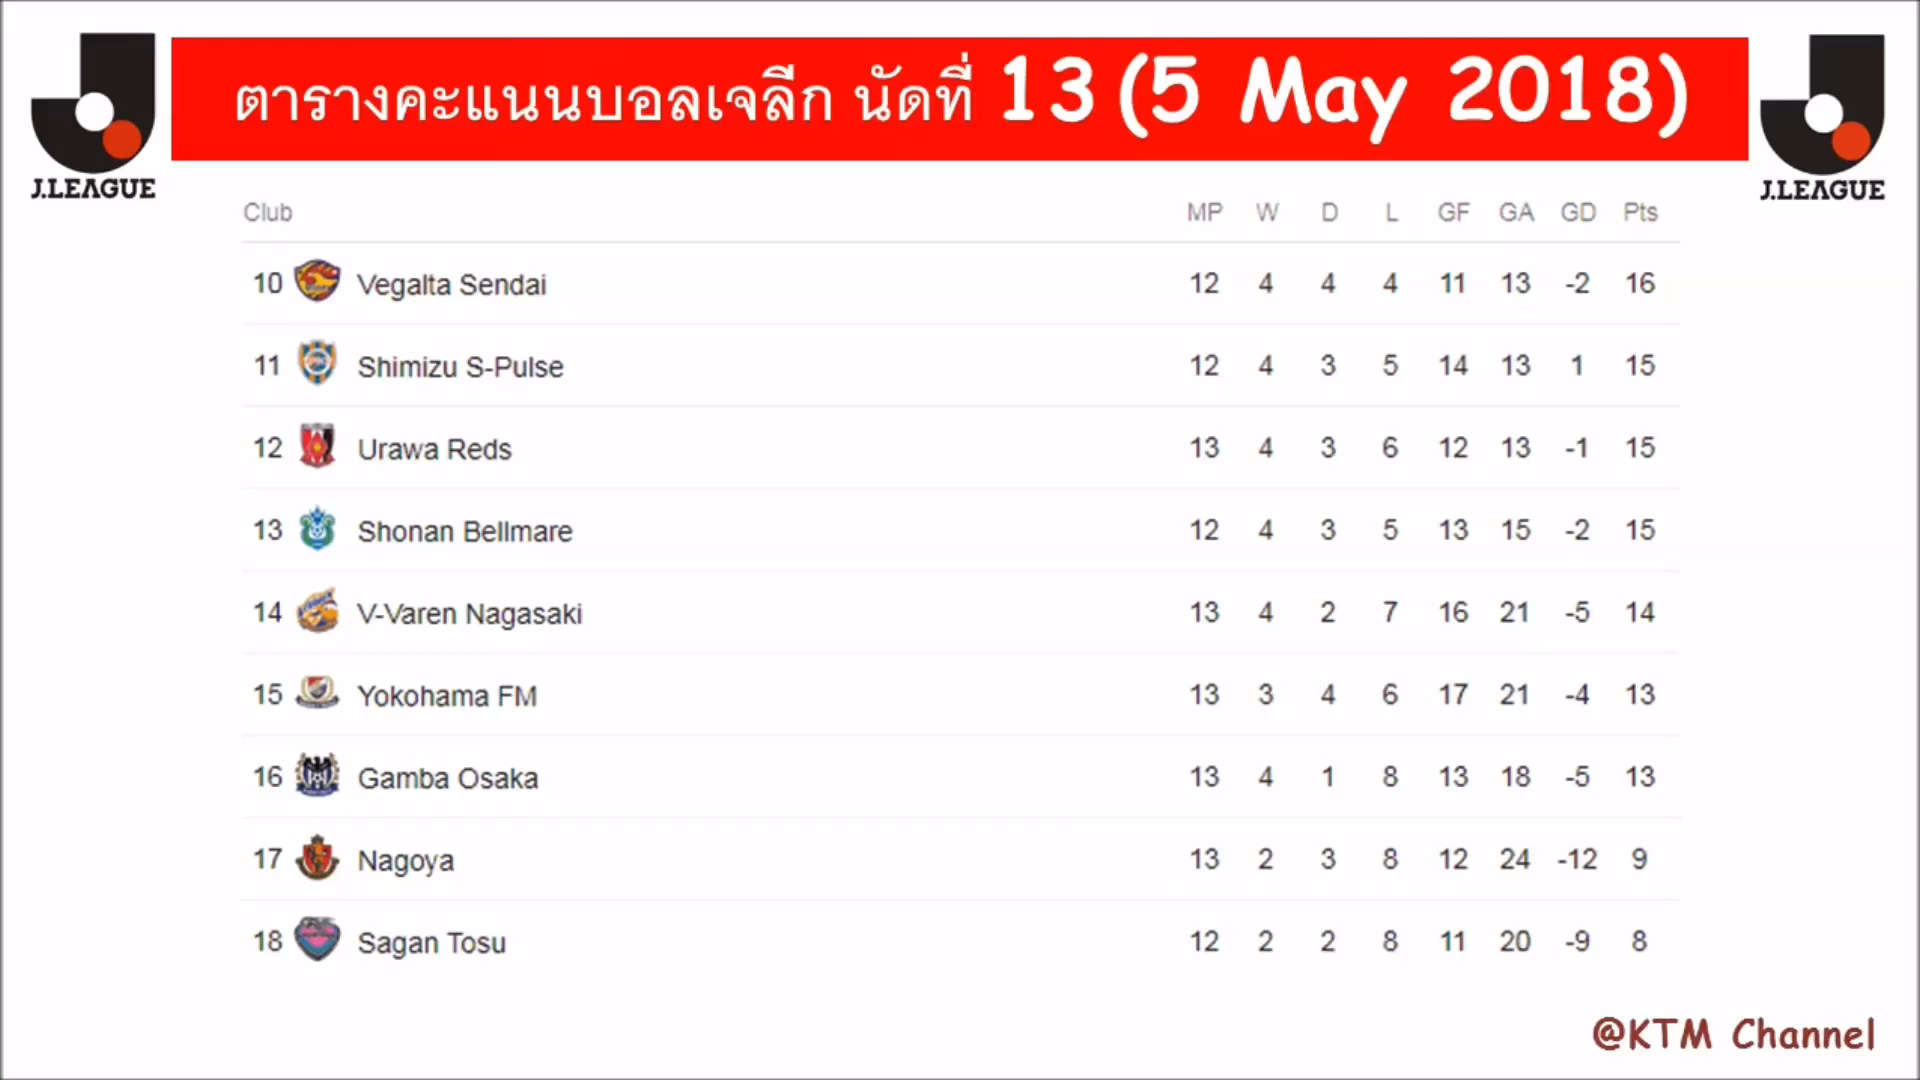 ตารางคะแนนบอลเจลีก นัดที่ 13 (5 May 2018)
J.LEAGUE
J.LEAGUE
Club MP W D L GF GA GD Pts
10 Vegalta Sendai 12 4 4 4 11 13 -2 16
11 Shimizu S-Pulse 12 4 3 5 14 13 1 15
12 Urawa Reds 13 4 3 6 12 13 -1 15
13 Shonan Bellmare 12 4 3 5 13 15 -2 15
14 V-Varen Nagasaki 13 4 2 7 16 21 -5 14
15 Yokohama FM 13 3 4 6 17 21 -4 13
16 Gamba Osaka 13 4 1 8 13 18 -5 13
17 Nagoya 13 2 3 8 12 24 -12 9
18 Sagan Tosu 12 2 2 8 11 20 -9 8
@KTM Channel